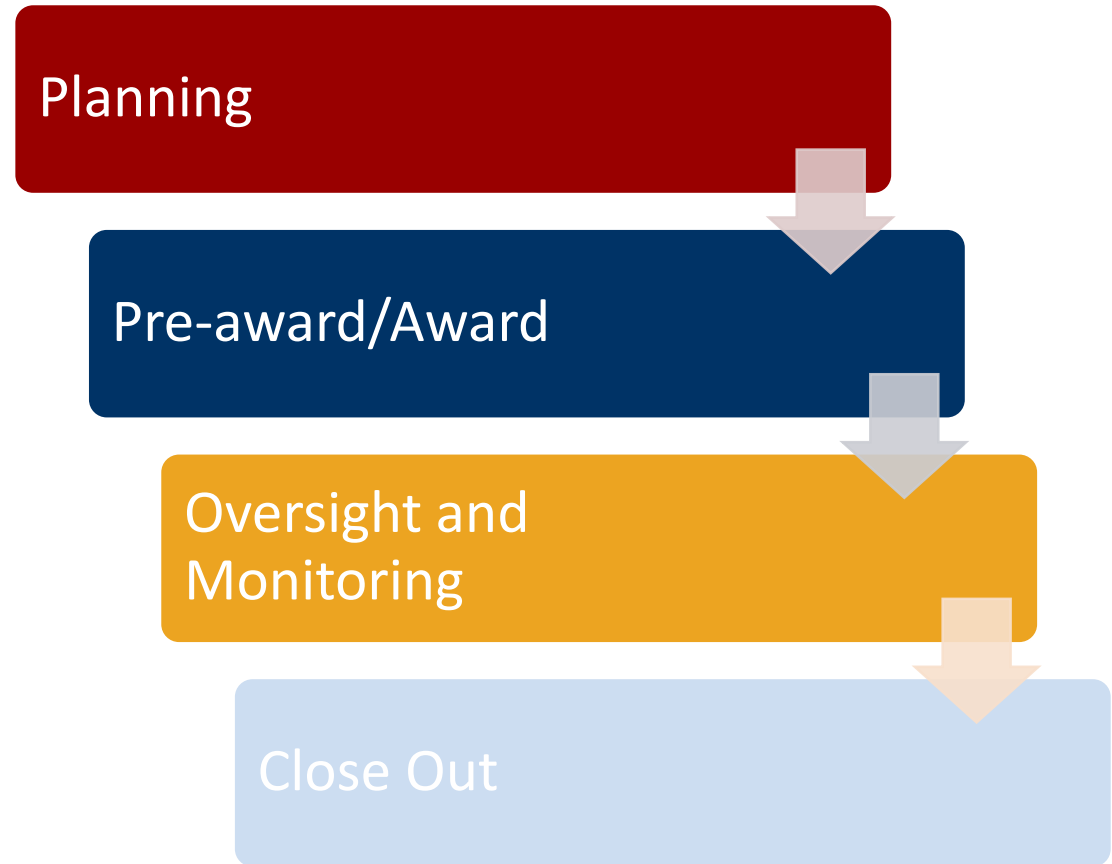 Planning
Pre-award/Award
Oversight and
Monitoring
Close Out